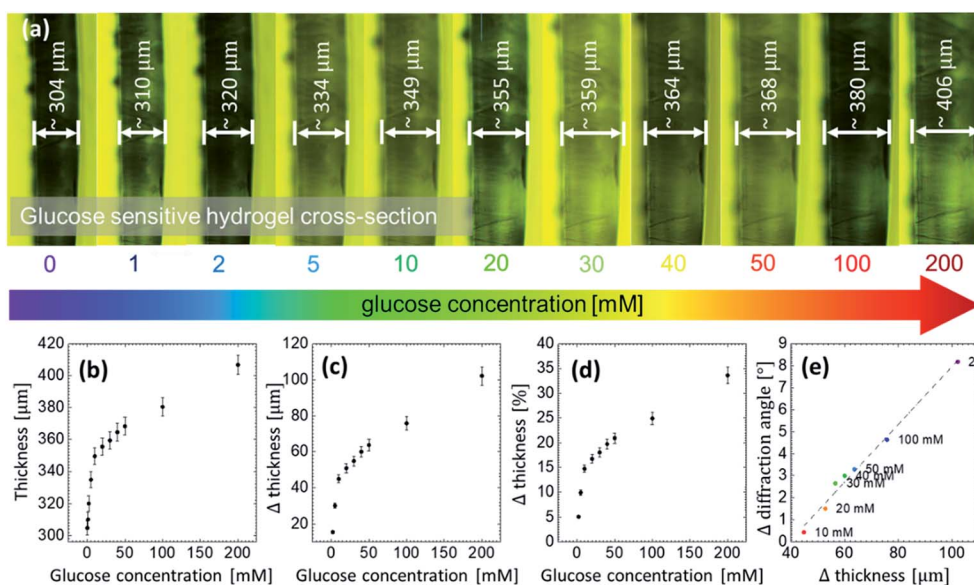 (a)
~ 304 μm
~ 310 μm
~ 320 μm
~ 334 μm
~ 349 μm
~ 355 μm
~ 359 μm
~ 364 μm
~ 368 μm
~ 380 μm
~ 406 μm
Glucose sensitive hydrogel cross-section
0 1 2 5 10 20 30 40 50 100 200
glucose concentration [mM]
(b)
Thickness [μm]
420
400
380
360
340
320
300
0 50 100 150 200
Glucose concentration [mM]
(c)
Δ thickness [μm]
120
100
80
60
40
20
0 50 100 150 200
Glucose concentration [mM]
(d)
Δ thickness [%]
40
35
30
25
20
15
10
5
0
0 50 100 150 200
Glucose concentration [mM]
(e)
Δ diffraction angle [°]
9
8
7
6
5
4
3
2
1
0
2
100 mM
50 mM
40 mM
30 mM
20 mM
10 mM
40 60 80 100
Δ thickness [μm]